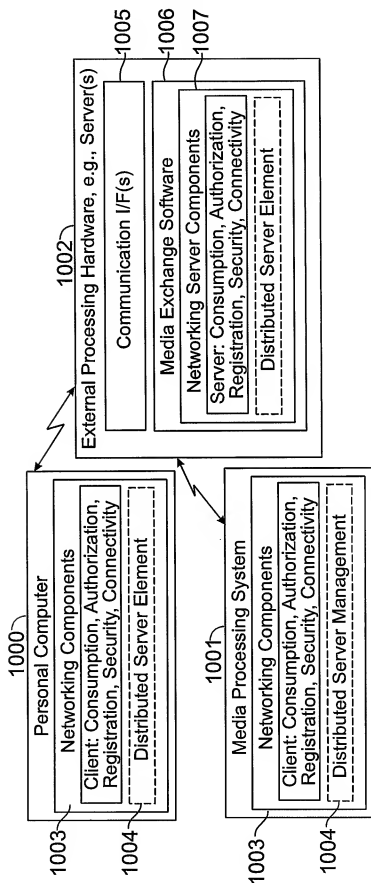 1000
Personal Computer
Networking Components
Client: Consumption, Authorization,
Registration, Security, Connectivity
Distributed Server Element
1003
1004
1001
Media Processing System
Networking Components
Client: Consumption, Authorization,
Registration, Security, Connectivity
Distributed Server Management
1003
1004
1002
External Processing Hardware, e.g., Server(s)
Communication I/F(s)
1005
Media Exchange Software
1006
Networking Server Components
1007
Server: Consumption, Authorization,
Registration, Security, Connectivity
Distributed Server Element